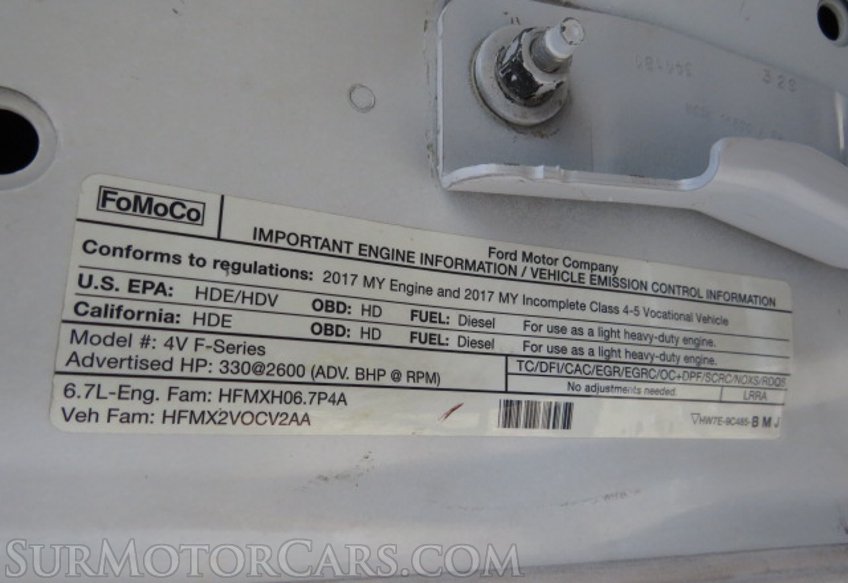 FoMoCo
Ford Motor Company
IMPORTANT ENGINE INFORMATION / VEHICLE EMISSION CONTROL INFORMATION
Conforms to regulations: 2017 MY Engine and 2017 MY Incomplete Class 4-5 Vocational Vehicle
U.S. EPA: HDE/HDV OBD: HD FUEL: Diesel For use as a light heavy-duty engine.
California: HDE OBD: HD FUEL: Diesel For use as a light heavy-duty engine.
Model #: 4V F-Series
Advertised HP: 330@2600 (ADV. BHP @ RPM)
TC/DFI/CAC/EGR/EGRC/OC+DPF/SCRC/NOXS/RDQS
No adjustments needed. LRRA
6.7L-Eng. Fam: HFMXH06.7P4A
Veh Fam: HFMX2VOCV2AA
HW7E-9C485-BMJ
SURMOTORCARS.COM